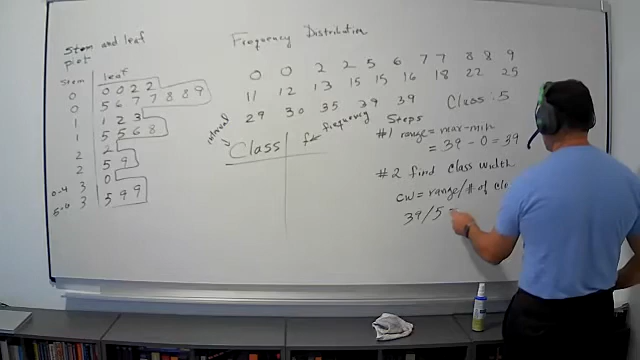 Stem and leaf
plot
stem leaf
0 0 0 2 2
0 5 6 7 7 8 8 9
1 1 2 3
1 5 5 6 8
2 2
2 5 9
0-4 3 0
3 5 9 9
Frequency Distribution
0 0 2 2 5 6 7 7 8 8 9
11 12 13 15 15 16 18 22 25
29 30 35 39 39
Class: 5
interval
Class f
frequency
Steps
#1 range = max-min
= 39 - 0 = 39
#2 find class width
cw = range/# of
39/5 =